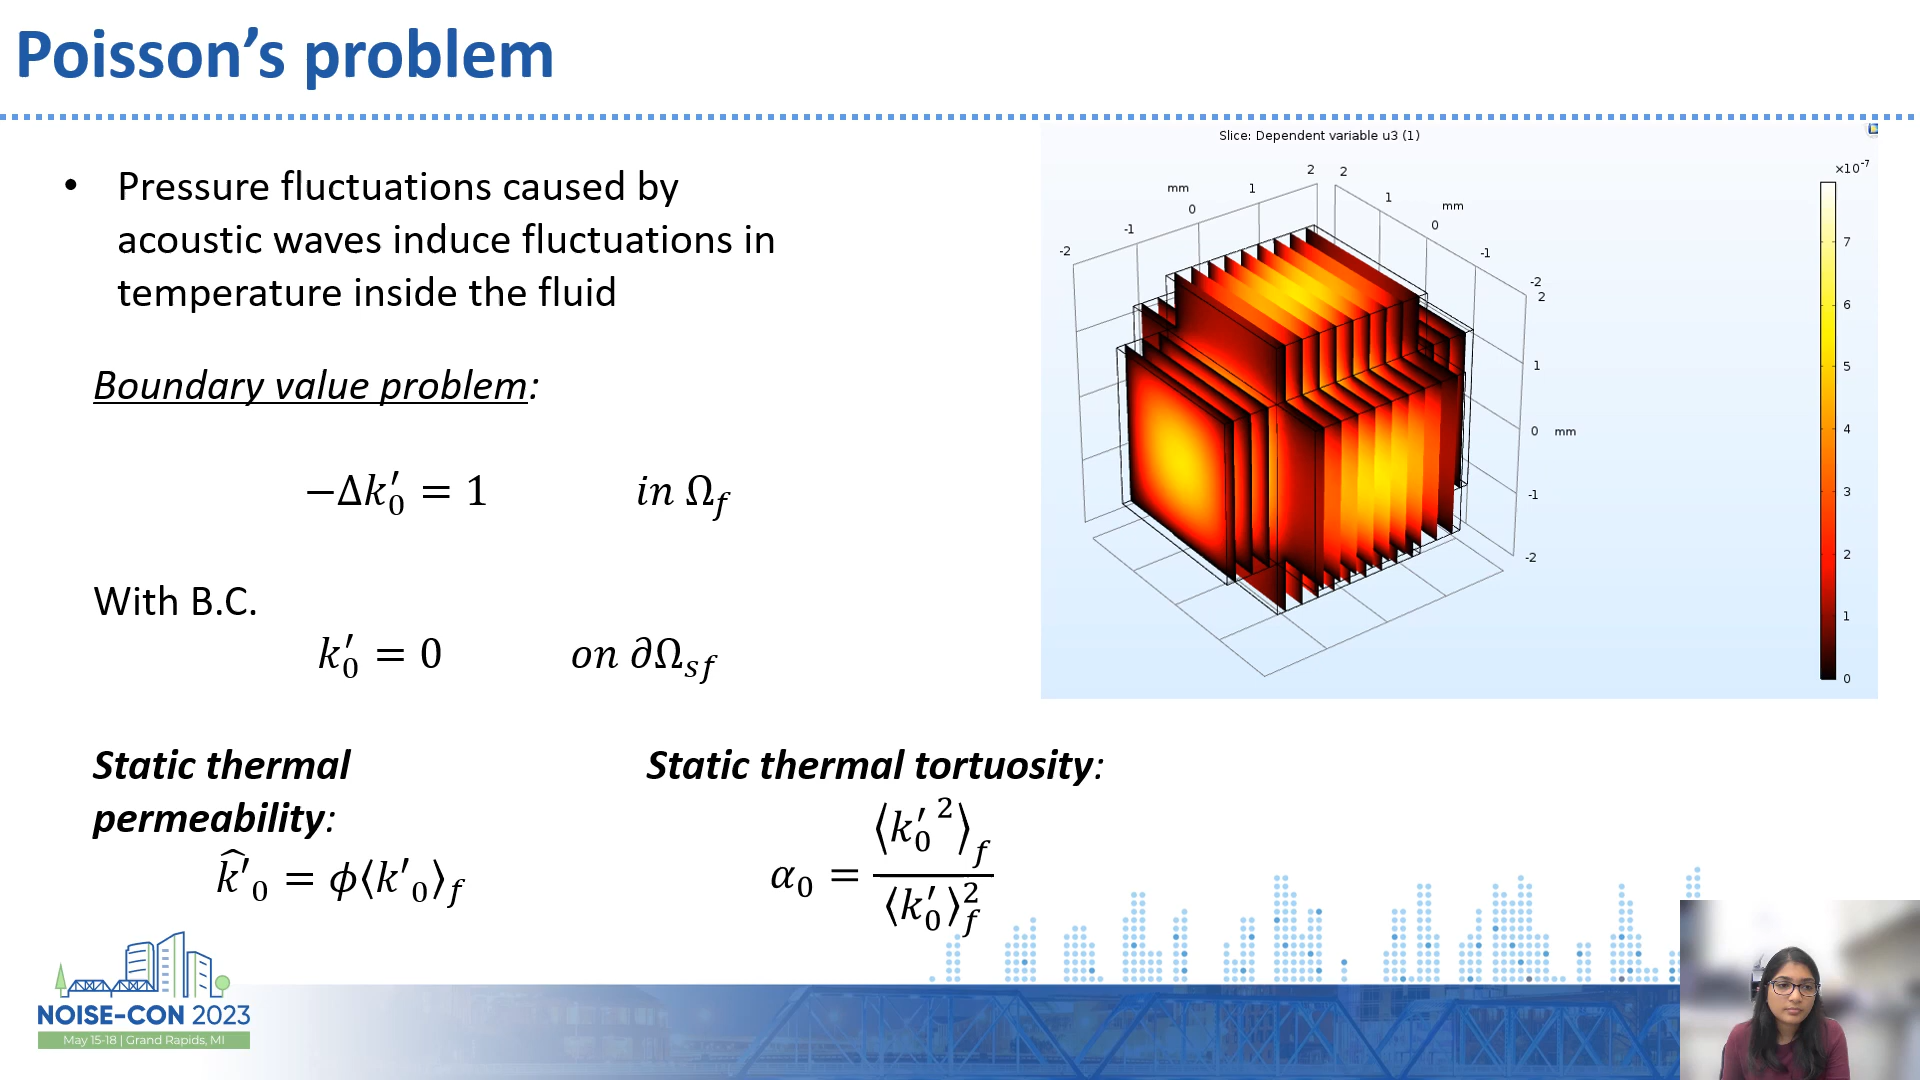 Poisson’s problem
• Pressure fluctuations caused by
acoustic waves induce fluctuations in
temperature inside the fluid
Boundary value problem:
−Δk′₀ = 1 in Ω_f
With B.C.
k′₀ = 0 on ∂Ω_sf
Static thermal
permeability:
k̂′₀ = ϕ⟨k′₀⟩_f
Static thermal tortuosity:
α₀ = ⟨k′₀²⟩_f / ⟨k′₀⟩²_f
Slice: Dependent variable u3 (1)
2 2
mm 1 1 mm
0 0
-1 -1
-2 -2
2
1
0 mm
-1
-2
×10⁻⁷
7
6
5
4
3
2
1
0
NOISE-CON 2023
May 15-18 | Grand Rapids, MI